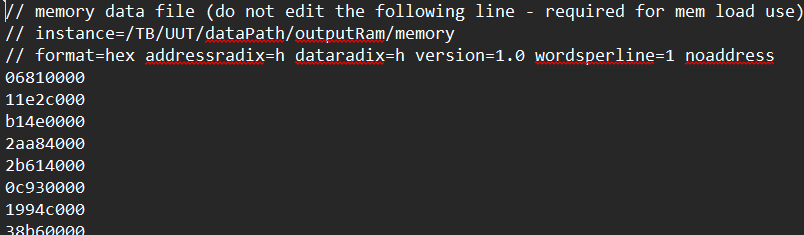 // memory data file (do not edit the following line - required for mem load use)
// instance=/TB/UUT/dataPath/outputRam/memory
// format=hex addressradix=h dataradix=h version=1.0 wordsperline=1 noaddress
06810000
11e2c000
b14e0000
2aa84000
2b614000
0c930000
1994c000
38b60000